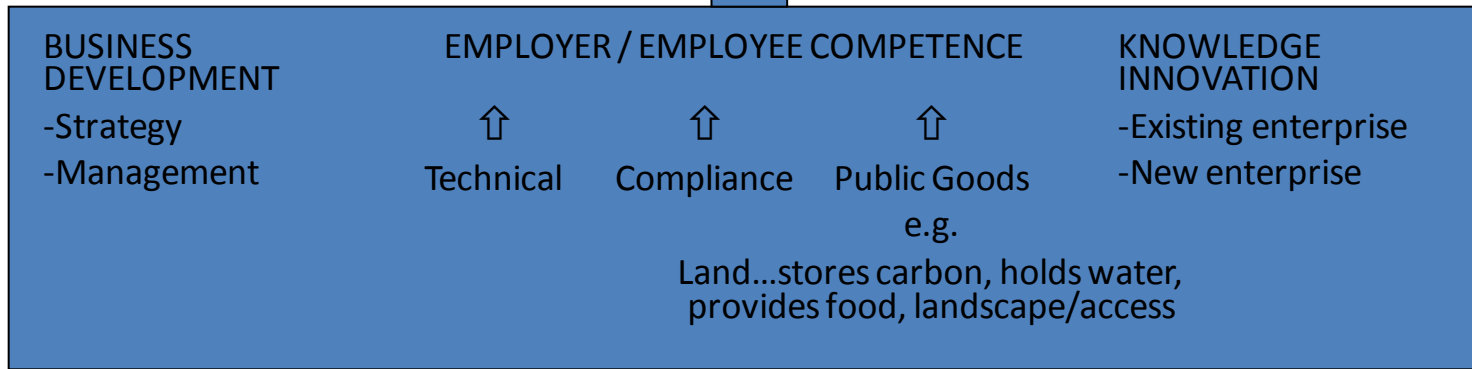 BUSINESS
DEVELOPMENT
-Strategy
-Management
EMPLOYER / EMPLOYEE COMPETENCE
⇧ ⇧ ⇧
Technical Compliance Public Goods
e.g.
Land...stores carbon, holds water,
provides food, landscape/access
KNOWLEDGE
INNOVATION
-Existing enterprise
-New enterprise